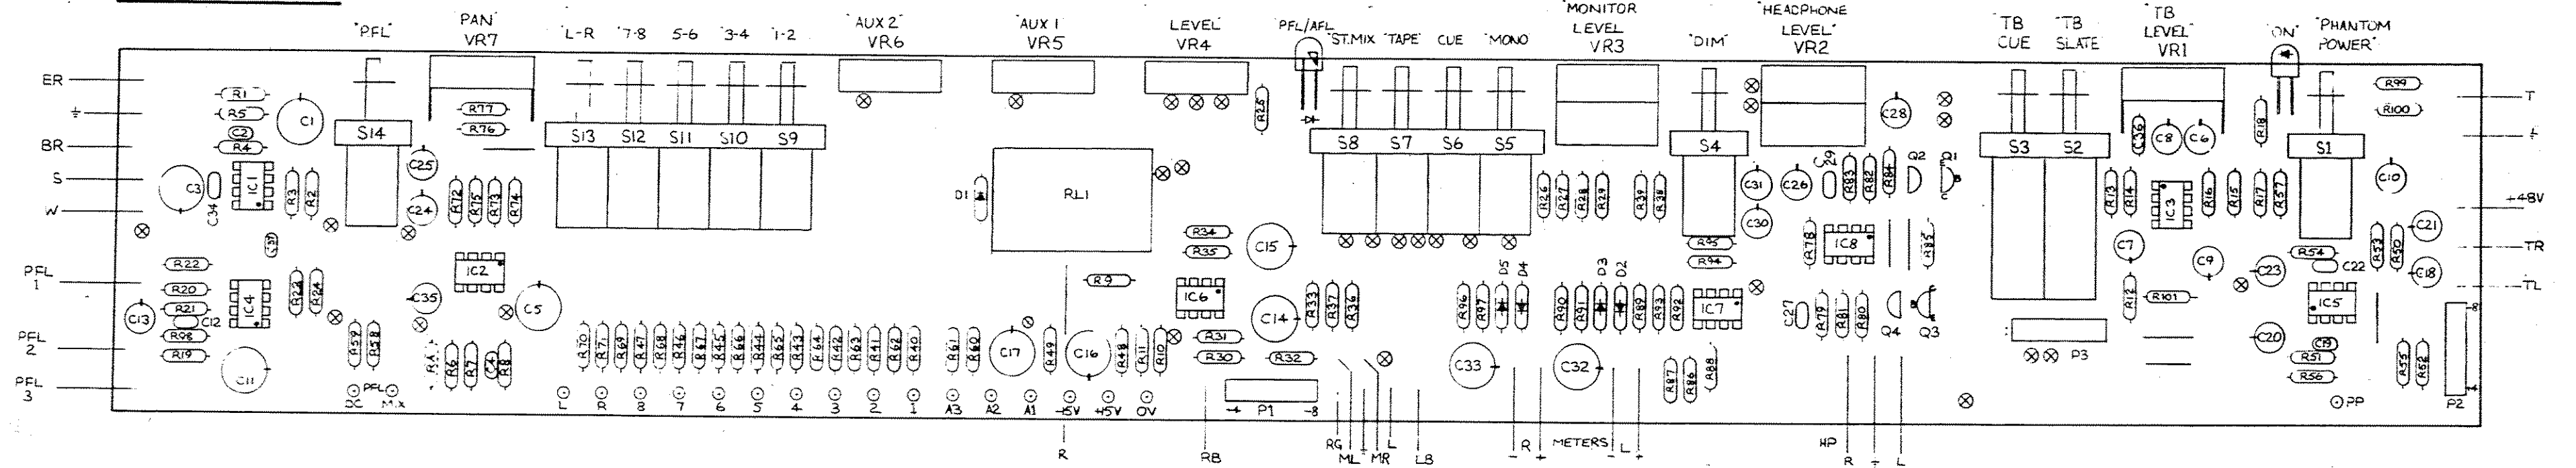 "PFL"
PAN
VR7
"L-R "7-8 5-6 "3-4 "1-2
"AUX 2"
VR6
"AUX 1
VR5
LEVEL"
VR4
PFL/AFL
"ST.MIX "TAPE" CUE "MONO"
"MONITOR
LEVEL"
VR3
"DIM"
"HEADPHONE
LEVEL"
VR2
"TB
CUE
"TB
SLATE
"TB
LEVEL"
VR1
"ON"
"PHANTOM
POWER"
ER
BR
S
W
PFL
1
PFL
2
PFL
3
R1
R5
C2
R4
C1
C3
C34
IC1
R3
R2
S14
C25
C24
R77
R76
R72 R75 R73 R74
S13 S12 S11 S10 S9
D1
RL1
R25
S8 S7 S6 S5
R26 R27 R28 R29 R39 R38
S4
C31
C30
C26
C28
C29
R83 R82 R84
Q2
Q1
S3 S2
C36
C8
C6
R18
R13 R14
IC3
R16 R15 R17 R57
S1
R99
R100
C10
T
+48V
TR
TL
R22
R20
R21
C12
R98
R19
C13
C11
IC4
R23 R24
R59 R58
IC2
C35
C5
R6 R7 C4 R8
R70 R71 R69 R47 R68 R46 R67 R45 R66 R44 R65 R43 R64 R42 R63 R41 R62 R40
R61 R60
C17
R49
C16
R48 R11 R10
R9
R34
R35
IC6
R31
R30
R32
C15
C14
R33 R37 R36
R96 R97 D5 D4
C33
R90 R91 D3 D2 R89 R93 R92
C32
R95
R94
IC7
R87 R86 R88
R78
IC8
R85
C27
R79 R81 R80
Q4
Q3
P3
C7
R12
R101
C9
C23
C20
R54
C22
IC5
C19
R51
R56
R53 R50
C21
C18
R55 R52
8
P2
PP
DC
PFL
MIX
L R 8 7 6 5 4 3 2 1 A3 A2 A1 -15V +15V 0V
P1
-8
R
RB
RG
ML
MR
L
LB
- R +
METERS
- L +
HP
R
L